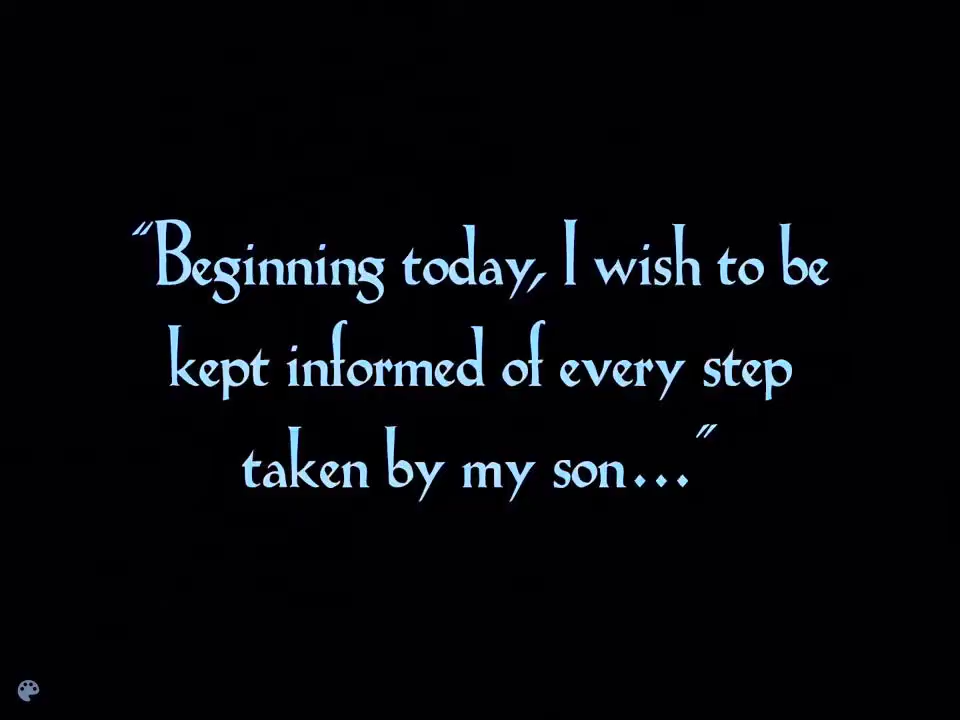 "Beginning today, I wish to be
kept informed of every step
taken by my son..."